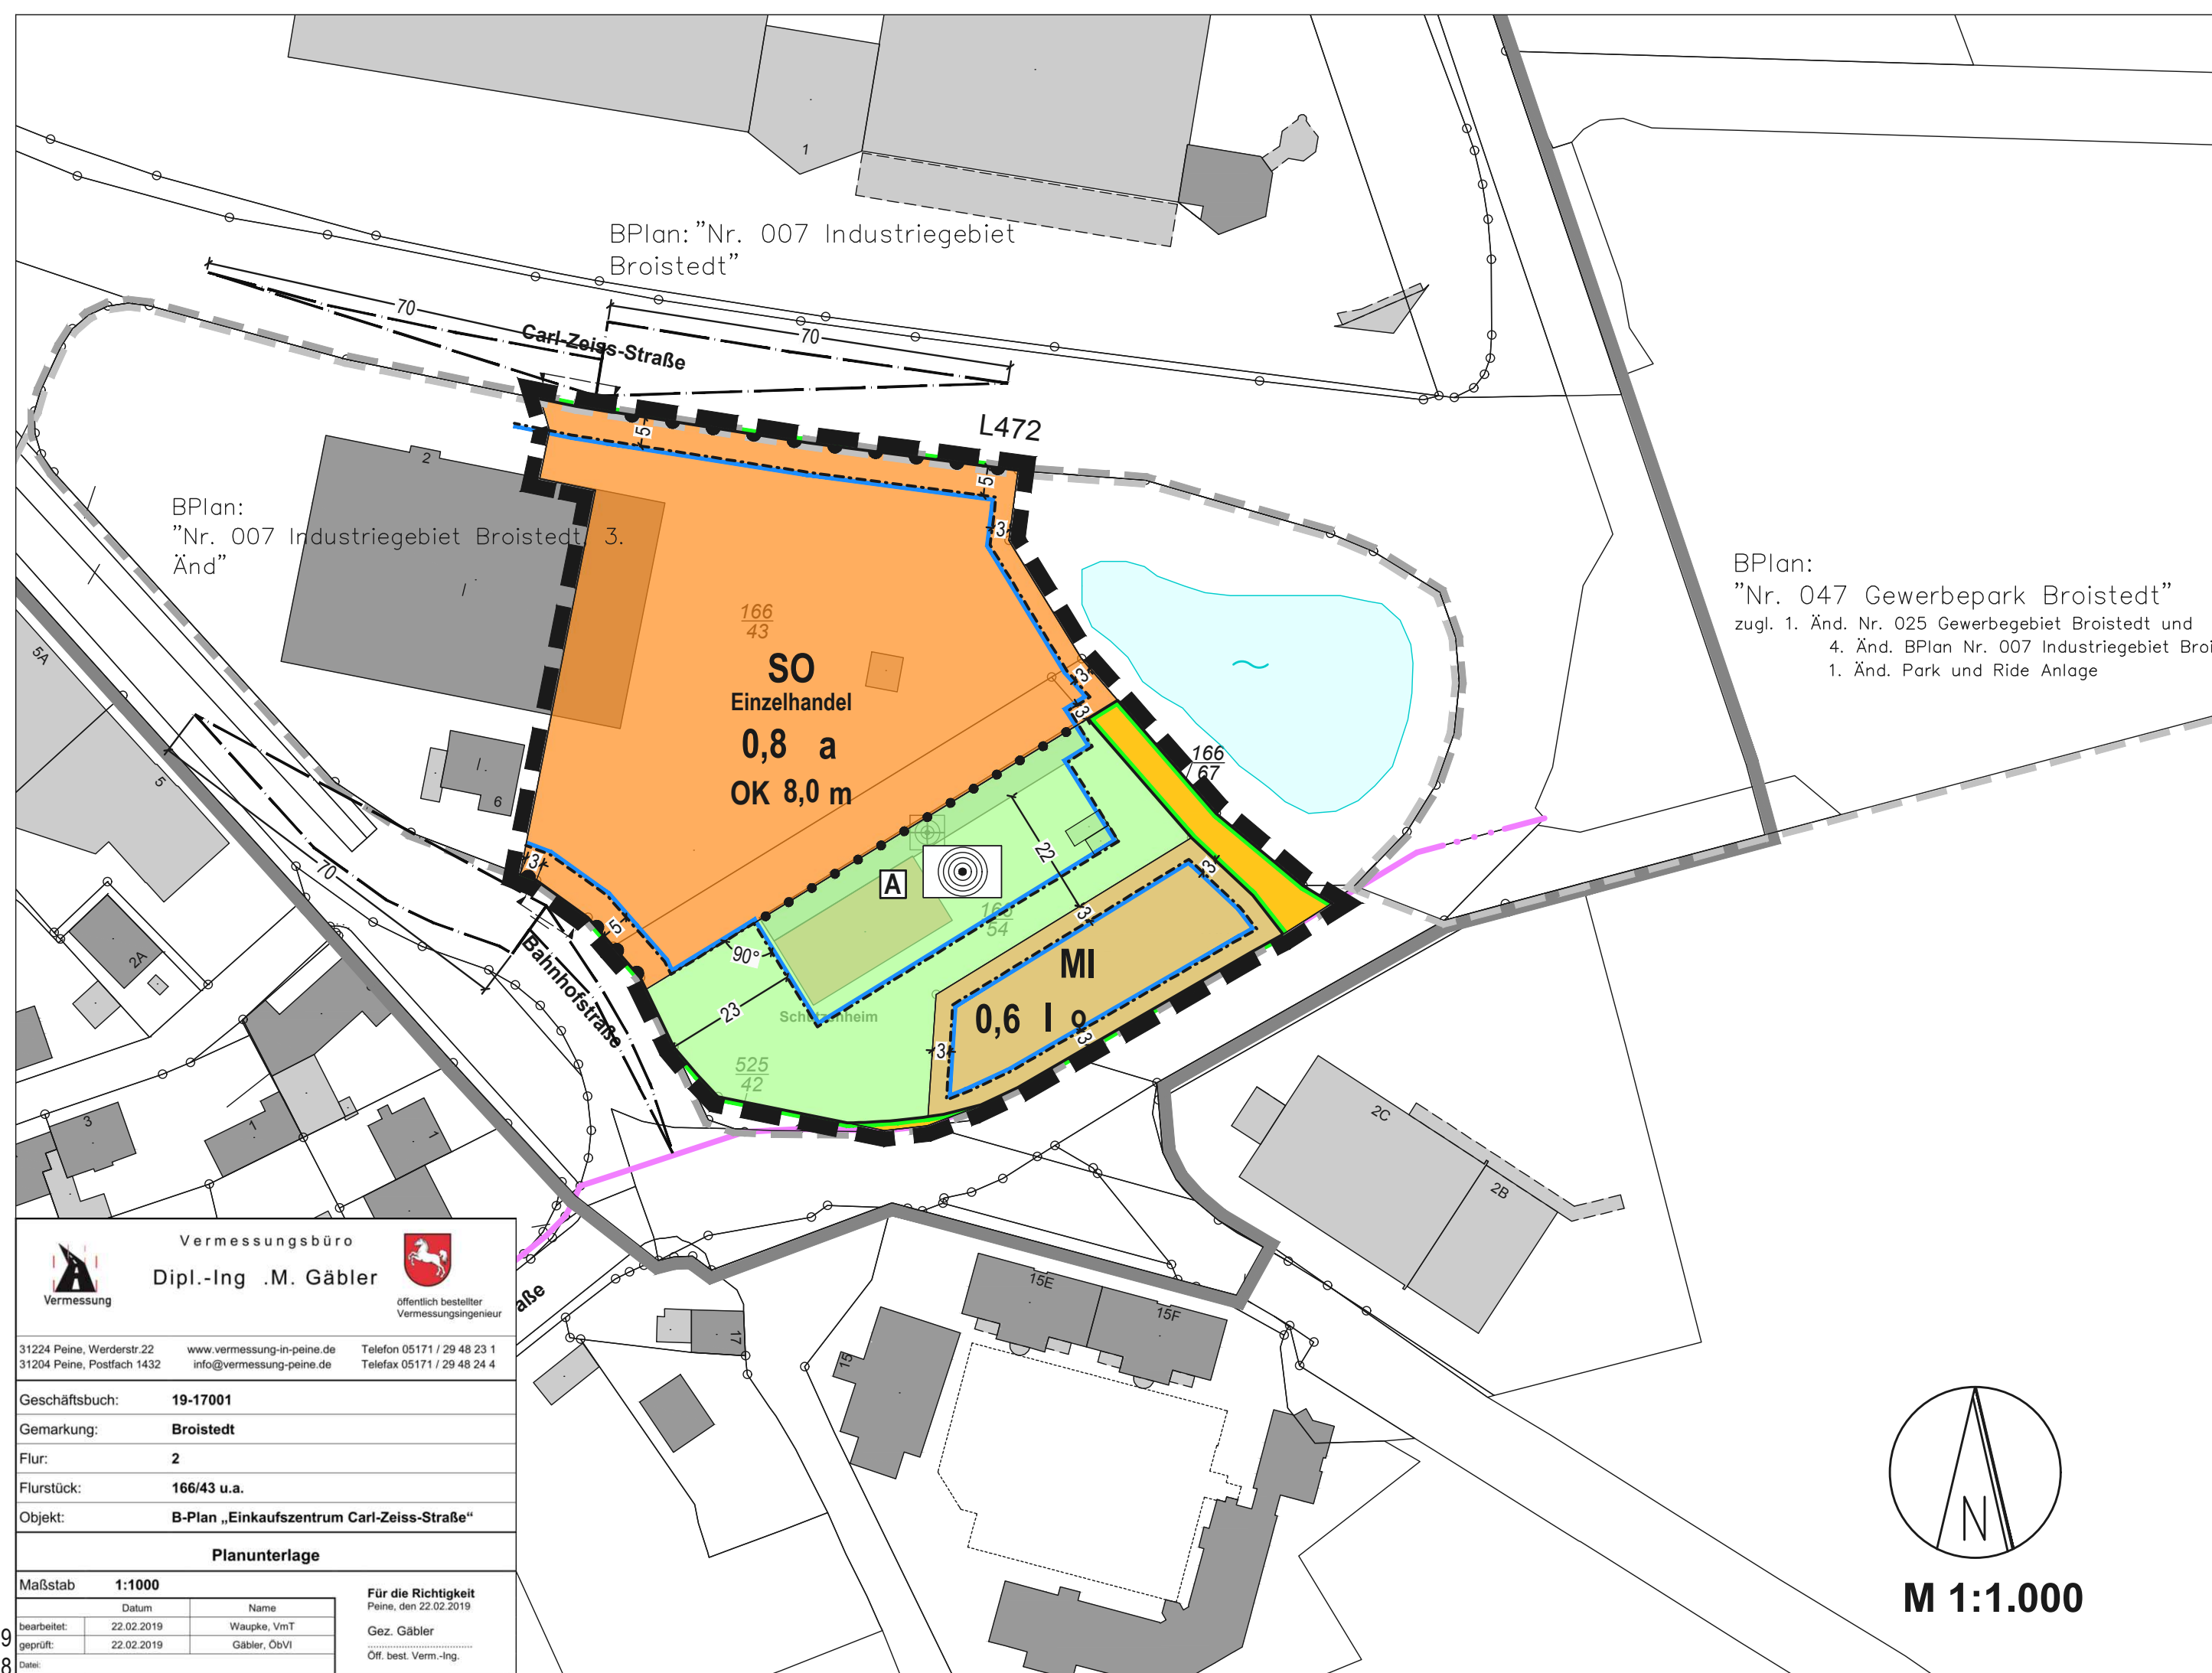 1
BPlan: "Nr. 007 Industriegebiet
Broistedt"
70
70
Carl-Zeiss-Straße
L472
5
5
3
2
BPlan:
"Nr. 007 Industriegebiet Broistedt, 3.
Änd"
BPlan:
"Nr. 047 Gewerbepark Broistedt"
zugl. 1. Änd. Nr. 025 Gewerbegebiet Broistedt und
4. Änd. BPlan Nr. 007 Industriegebiet Broi
1. Änd. Park und Ride Anlage
166
43
SO
Einzelhandel
0,8 a
OK 8,0 m
3
3
166
67
5A
5
I
I
6
70
3
5
22
3
3
A
54
90°
23
Bahnhofstraße
Schützenheim
MI
0,6 I o
3
3
525
42
2A
3
1
1
2C
2B
15E
15F
15
17
aße
Vermessung
Vermessungsbüro
Dipl.-Ing .M. Gäbler
öffentlich bestellter
Vermessungsingenieur
31224 Peine, Werderstr.22 www.vermessung-in-peine.de Telefon 05171 / 29 48 23 1
31204 Peine, Postfach 1432 info@vermessung-peine.de Telefax 05171 / 29 48 24 4
Geschäftsbuch: 19-17001
Gemarkung: Broistedt
Flur: 2
Flurstück: 166/43 u.a.
Objekt: B-Plan „Einkaufszentrum Carl-Zeiss-Straße“
Planunterlage
Maßstab 1:1000
Datum Name
bearbeitet: 22.02.2019 Waupke, VmT
geprüft: 22.02.2019 Gäbler, ÖbVI
Datei:
Für die Richtigkeit
Peine, den 22.02.2019
Gez. Gäbler
Öff. best. Verm.-Ing.
9
8
N
M 1:1.000